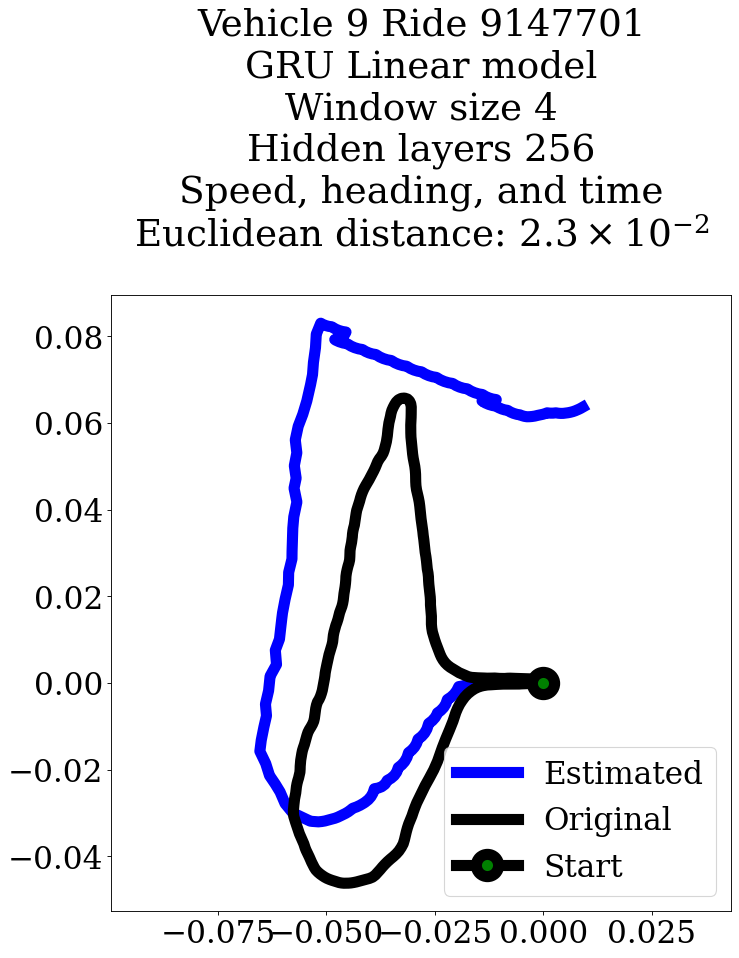 Vehicle 9 Ride 9147701
GRU Linear model
Window size 4
Hidden layers 256
Speed, heading, and time
Euclidean distance: 2.3 × 10⁻²
0.08
0.06
0.04
0.02
0.00
−0.02
−0.04
Estimated
Original
Start
−0.075
−0.050
−0.025
0.000
0.025